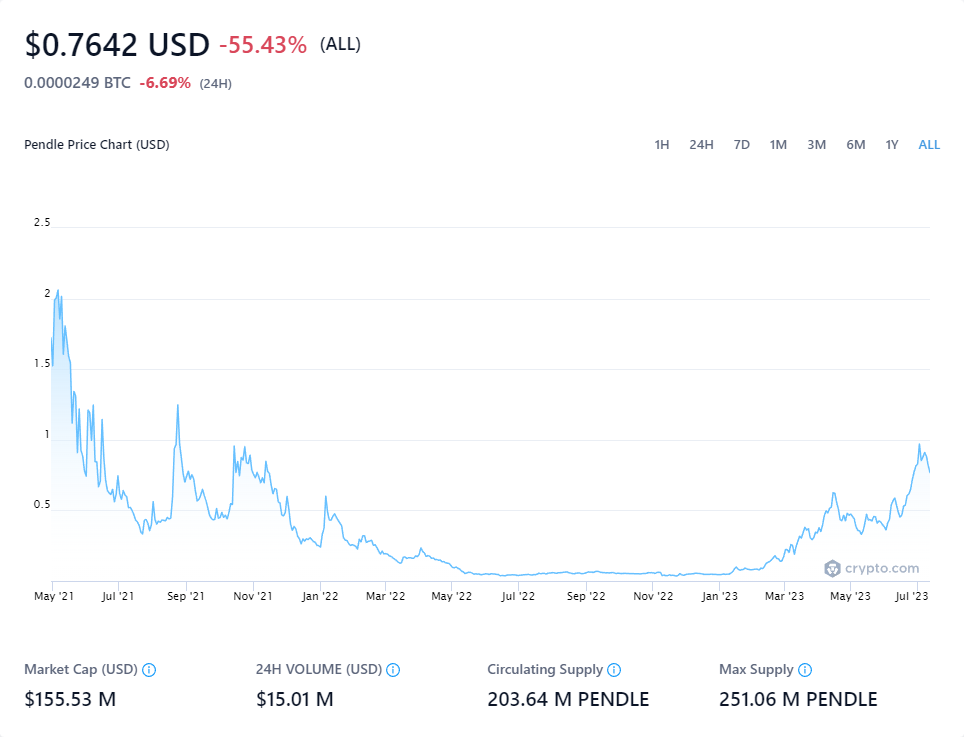 $0.7642 USD -55.43% (ALL)
0.0000249 BTC -6.69% (24H)
Pendle Price Chart (USD) 1H 24H 7D 1M 3M 6M 1Y ALL
2.5
2
1.5
1
0.5
crypto.com
May '21 Jul '21 Sep '21 Nov '21 Jan '22 Mar '22 May '22 Jul '22 Sep '22 Nov '22 Jan '23 Mar '23 May '23 Jul '23
Market Cap (USD) 24H VOLUME (USD) Circulating Supply Max Supply
$155.53 M $15.01 M 203.64 M PENDLE 251.06 M PENDLE